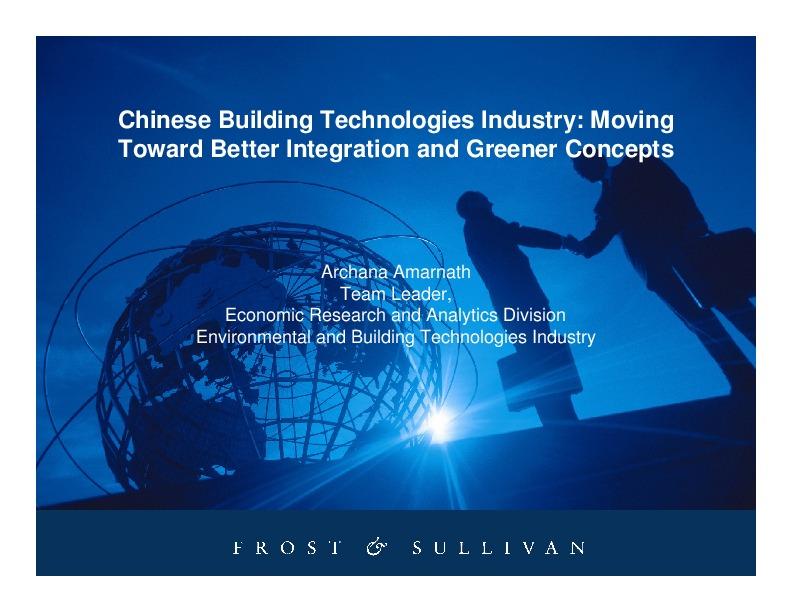 Chinese Building Technologies Industry: Moving
Toward Better Integration and Greener Concepts
Archana Amarnath
Team Leader,
Economic Research and Analytics Division
Environmental and Building Technologies Industry
FROST & SULLIVAN